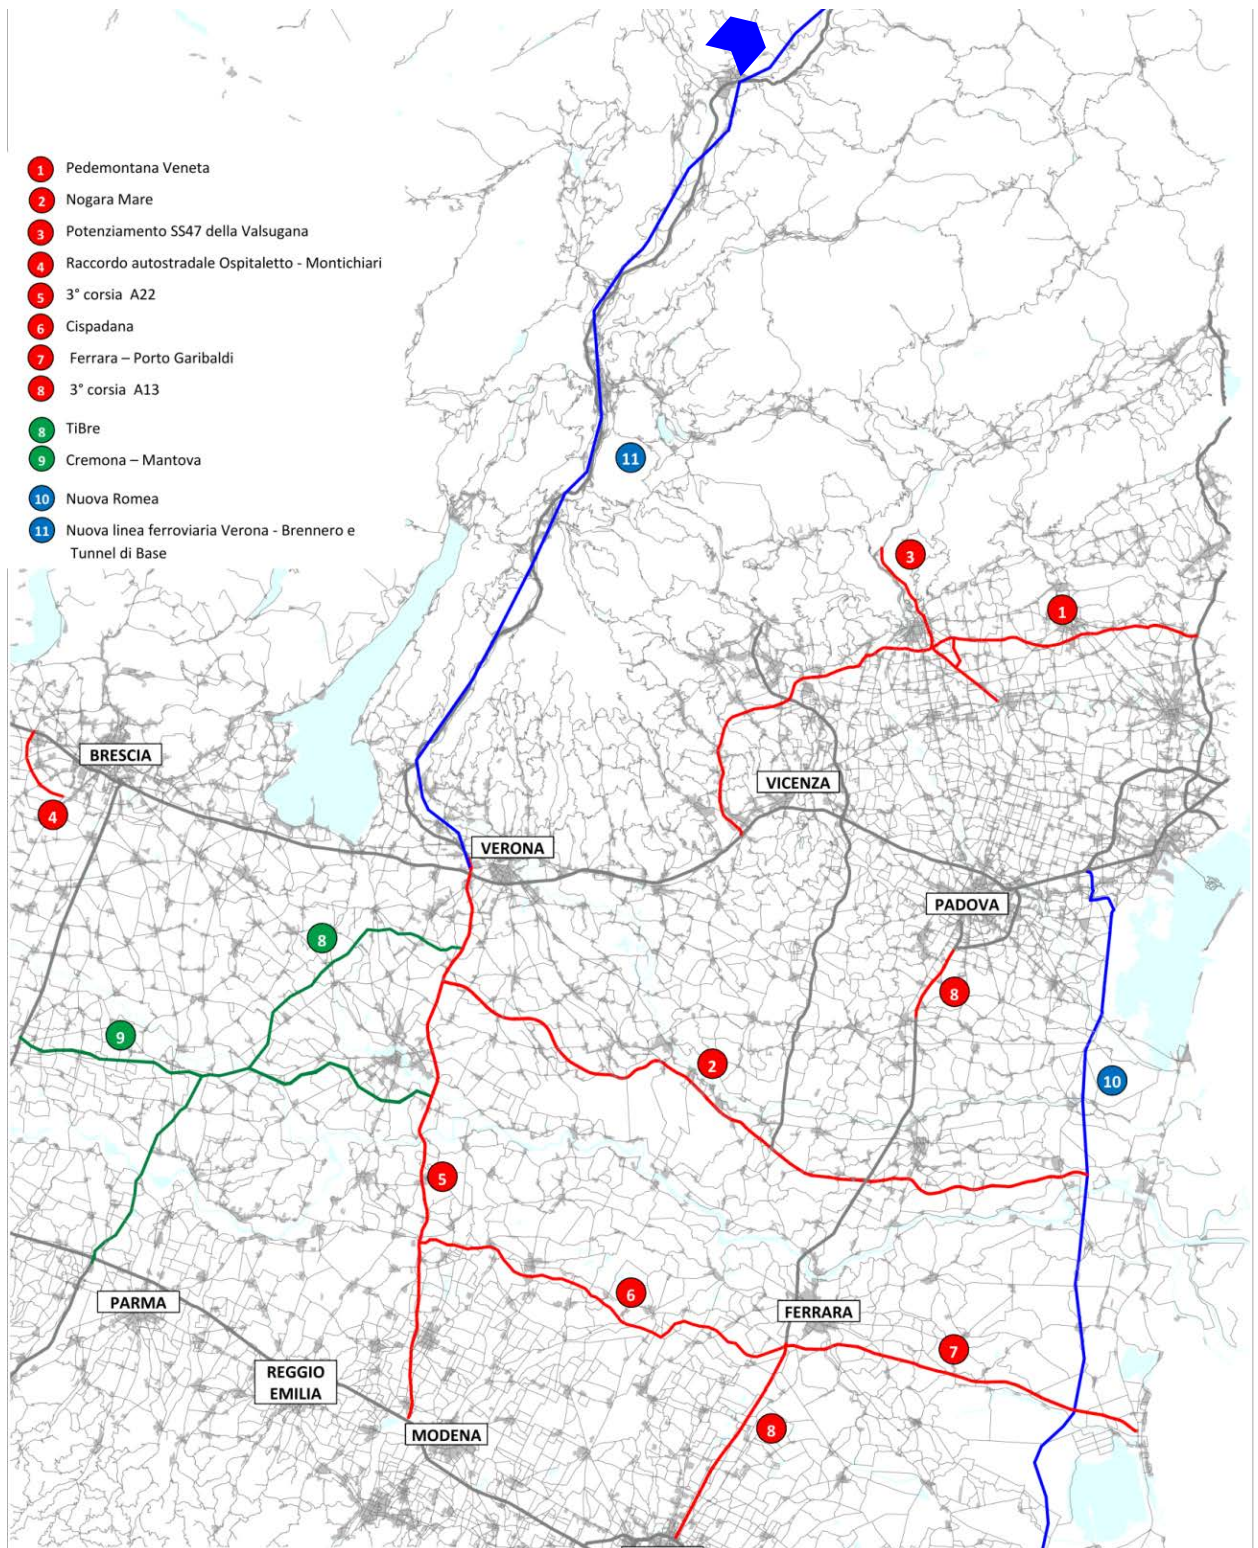 1 Pedemontana Veneta
2 Nogara Mare
3 Potenziamento SS47 della Valsugana
4 Raccordo autostradale Ospitaletto - Montichiari
5 3° corsia A22
6 Cispadana
7 Ferrara – Porto Garibaldi
8 3° corsia A13
8 TiBre
9 Cremona – Mantova
10 Nuova Romea
11 Nuova linea ferroviaria Verona - Brennero e
Tunnel di Base
11
3
1
BRESCIA
VICENZA
4
VERONA
PADOVA
8
8
9
2
10
5
6
PARMA
FERRARA
7
REGGIO
EMILIA
8
MODENA